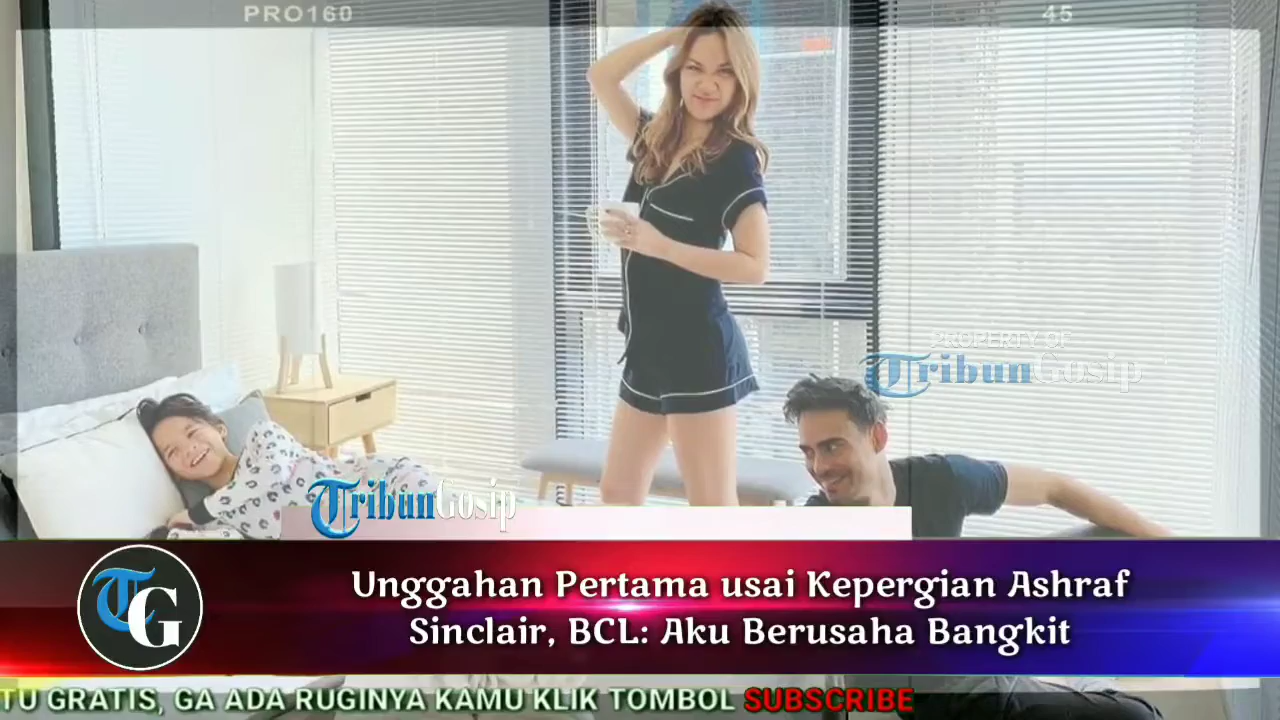 PRO160
45
PROPERTY OF
TribunGosip
TribunGosip
TG
Unggahan Pertama usai Kepergian Ashraf
Sinclair, BCL: Aku Berusaha Bangkit
TU GRATIS, GA ADA RUGINYA KAMU KLIK TOMBOL SUBSCRIBE